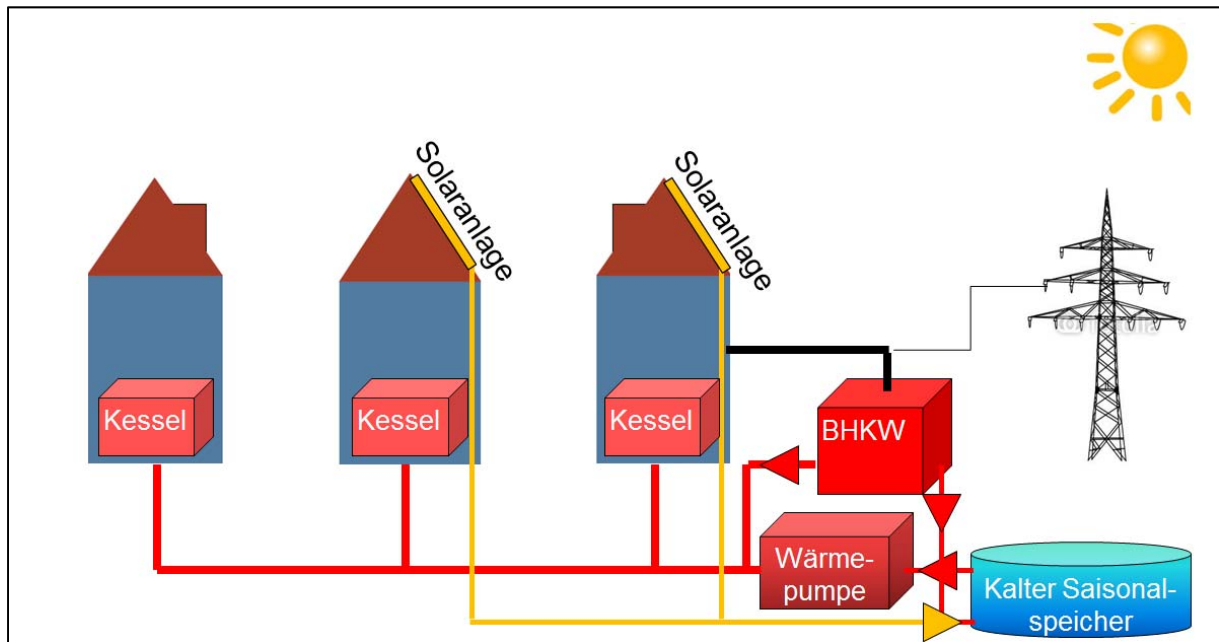 Solaranlage
Solaranlage
Kessel
Kessel
Kessel
BHKW
Wärme-
pumpe
Kalter Saisonal-
speicher